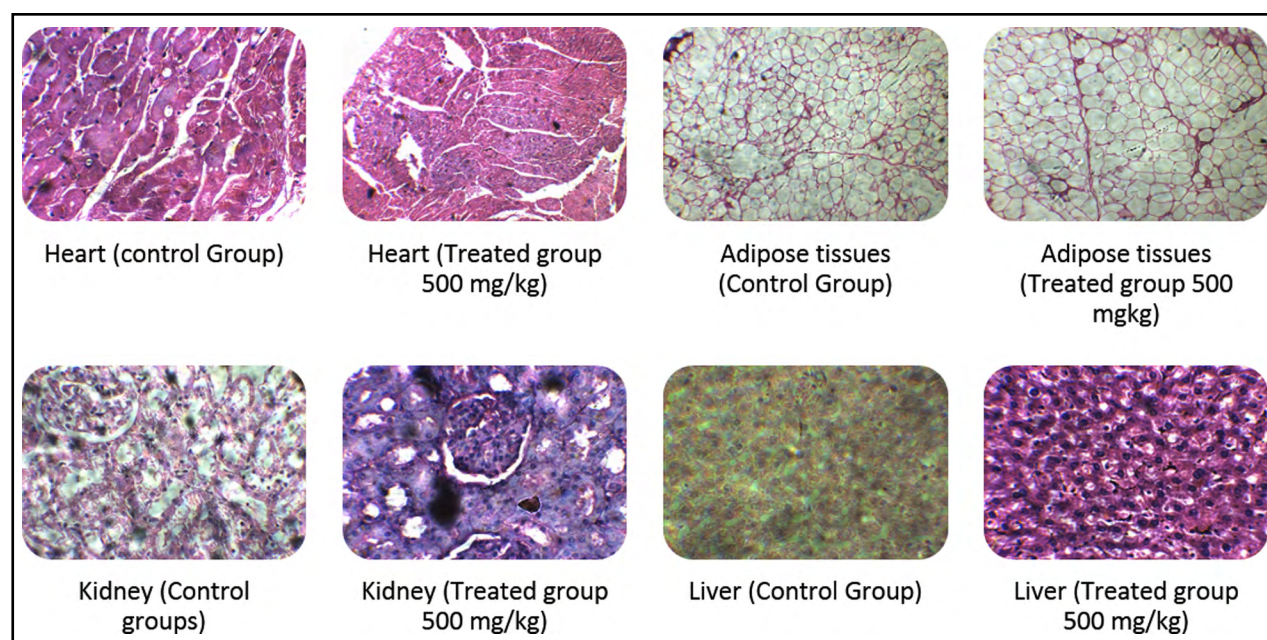 Heart (control Group)
Heart (Treated group
500 mg/kg)
Adipose tissues
(Control Group)
Adipose tissues
(Treated group 500
mgkg)
Kidney (Control
groups)
Kidney (Treated group
500 mg/kg)
Liver (Control Group)
Liver (Treated group
500 mg/kg)